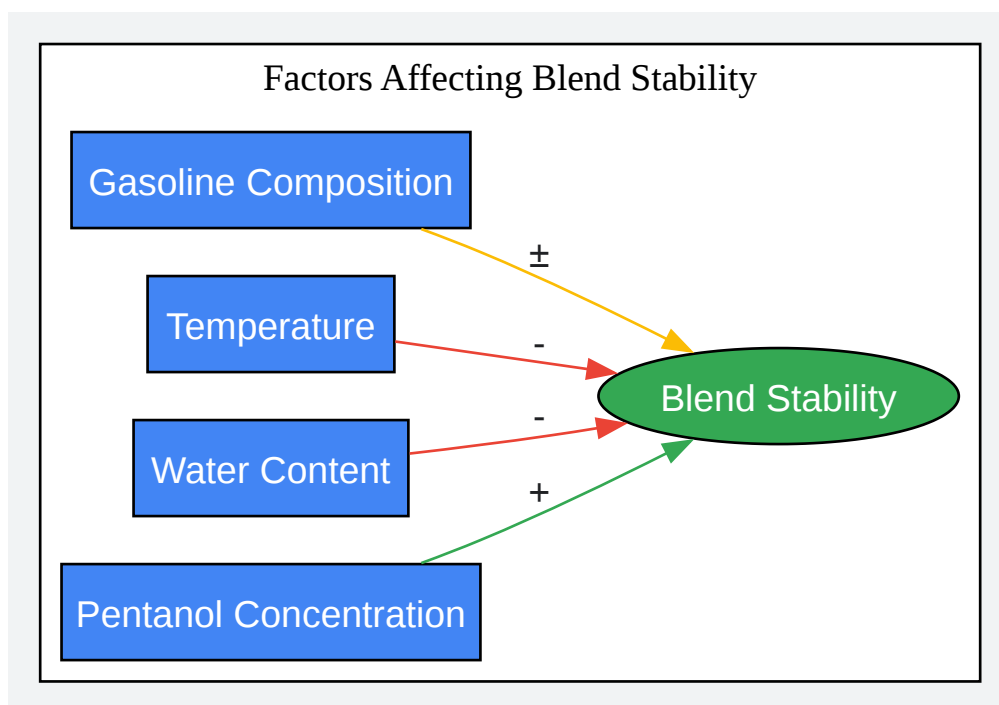 Factors Affecting Blend Stability
Gasoline Composition
±
Temperature
-
Blend Stability
-
Water Content
+
Pentanol Concentration